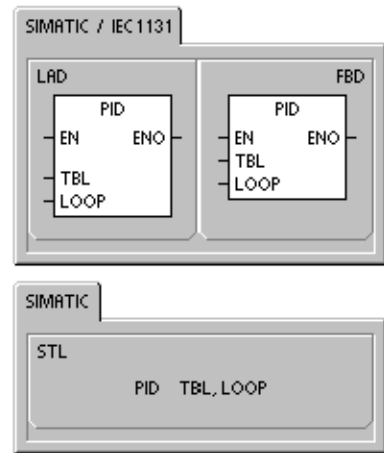 SIMATIC / IEC1131
LAD
FBD
PID
EN ENO
TBL
LOOP
PID
EN ENO
TBL
LOOP
SIMATIC
STL
PID TBL, LOOP